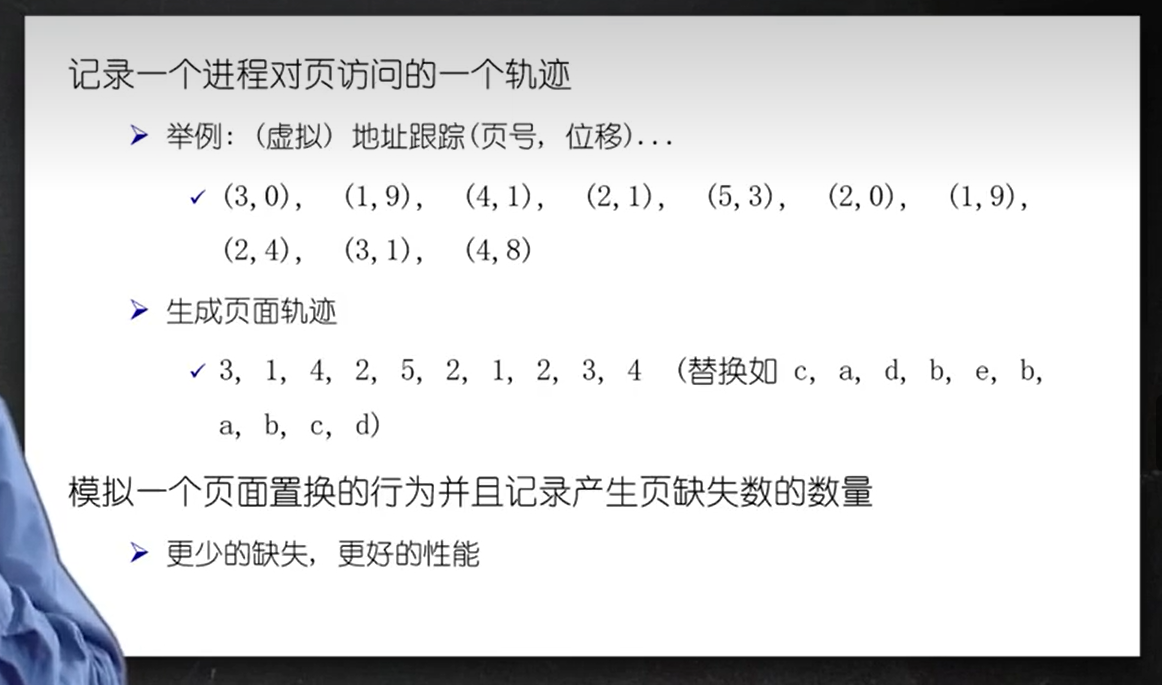 记录一个进程对页访问的一个轨迹
➢ 举例：(虚拟) 地址跟踪(页号, 位移)...
✓ (3,0), (1,9), (4,1), (2,1), (5,3), (2,0), (1,9),
(2,4), (3,1), (4,8)
➢ 生成页面轨迹
✓ 3, 1, 4, 2, 5, 2, 1, 2, 3, 4 (替换如 c, a, d, b, e, b,
a, b, c, d)
模拟一个页面置换的行为并且记录产生页缺失数的数量
➢ 更少的缺失, 更好的性能